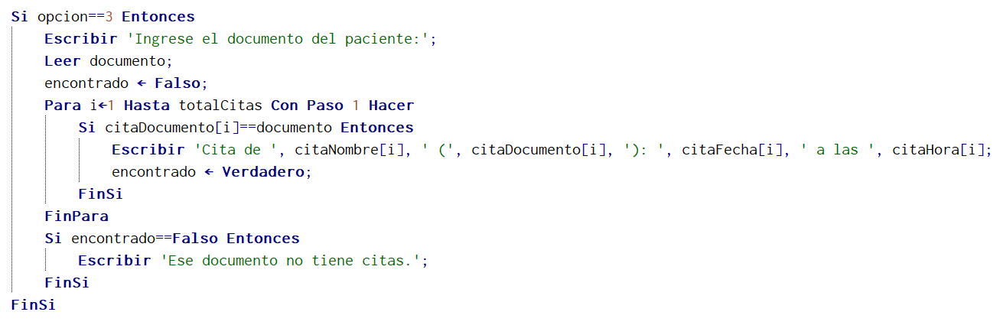 Si opcion==3 Entonces
Escribir 'Ingrese el documento del paciente:';
Leer documento;
encontrado ← Falso;
Para i←1 Hasta totalCitas Con Paso 1 Hacer
Si citaDocumento[i]==documento Entonces
Escribir 'Cita de ', citaNombre[i], ' (', citaDocumento[i], '): ', citaFecha[i], ' a las ', citaHora[i];
encontrado ← Verdadero;
FinSi
FinPara
Si encontrado==Falso Entonces
Escribir 'Ese documento no tiene citas.';
FinSi
FinSi